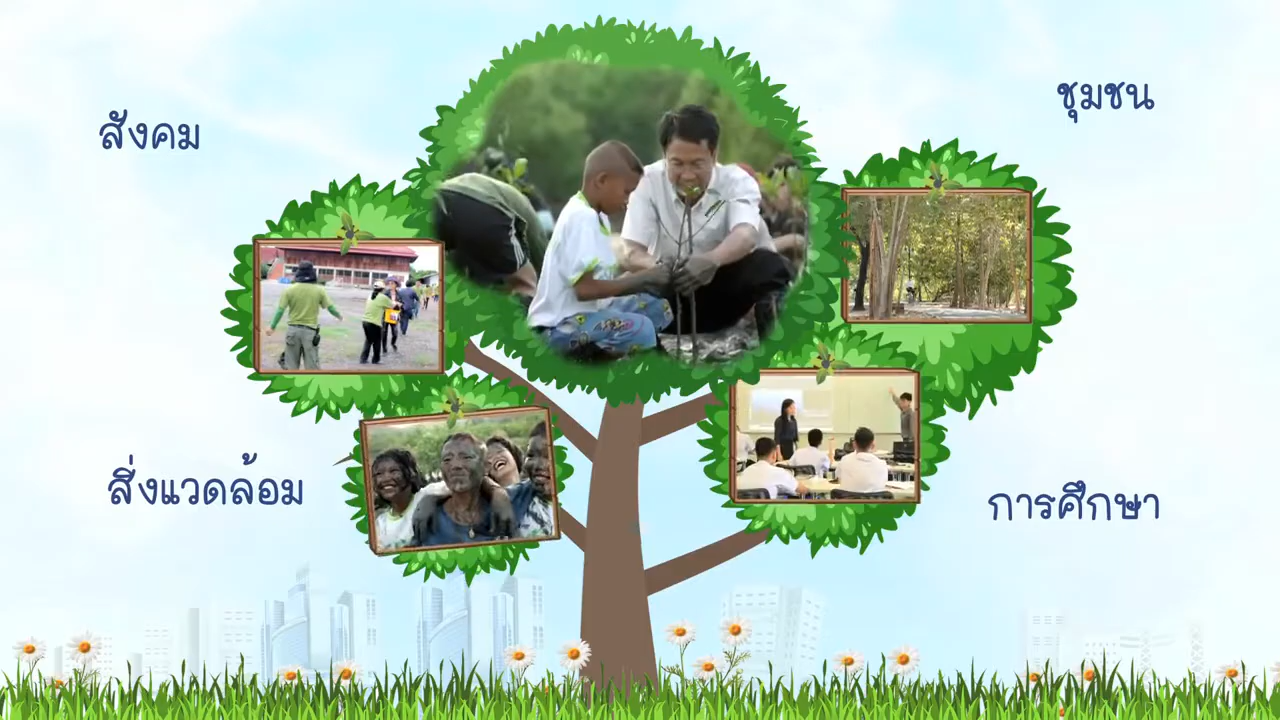 สังคม
ชุมชน
สิ่งแวดล้อม
การศึกษา